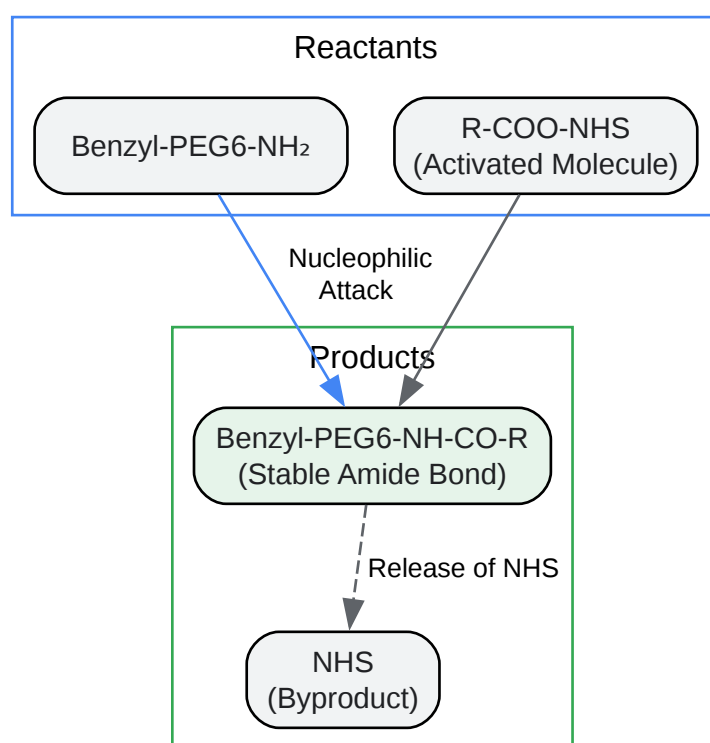 Reactants
Benzyl-PEG6-NH₂
R-COO-NHS
(Activated Molecule)
Nucleophilic
Attack
Products
Benzyl-PEG6-NH-CO-R
(Stable Amide Bond)
Release of NHS
NHS
(Byproduct)